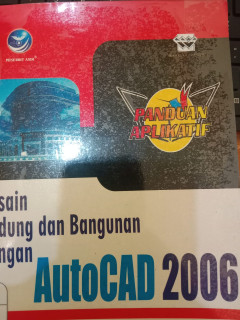 PANDUAN
APLIKATIF
sain
dung dan Bangunan
ngan
AutoCAD 2006